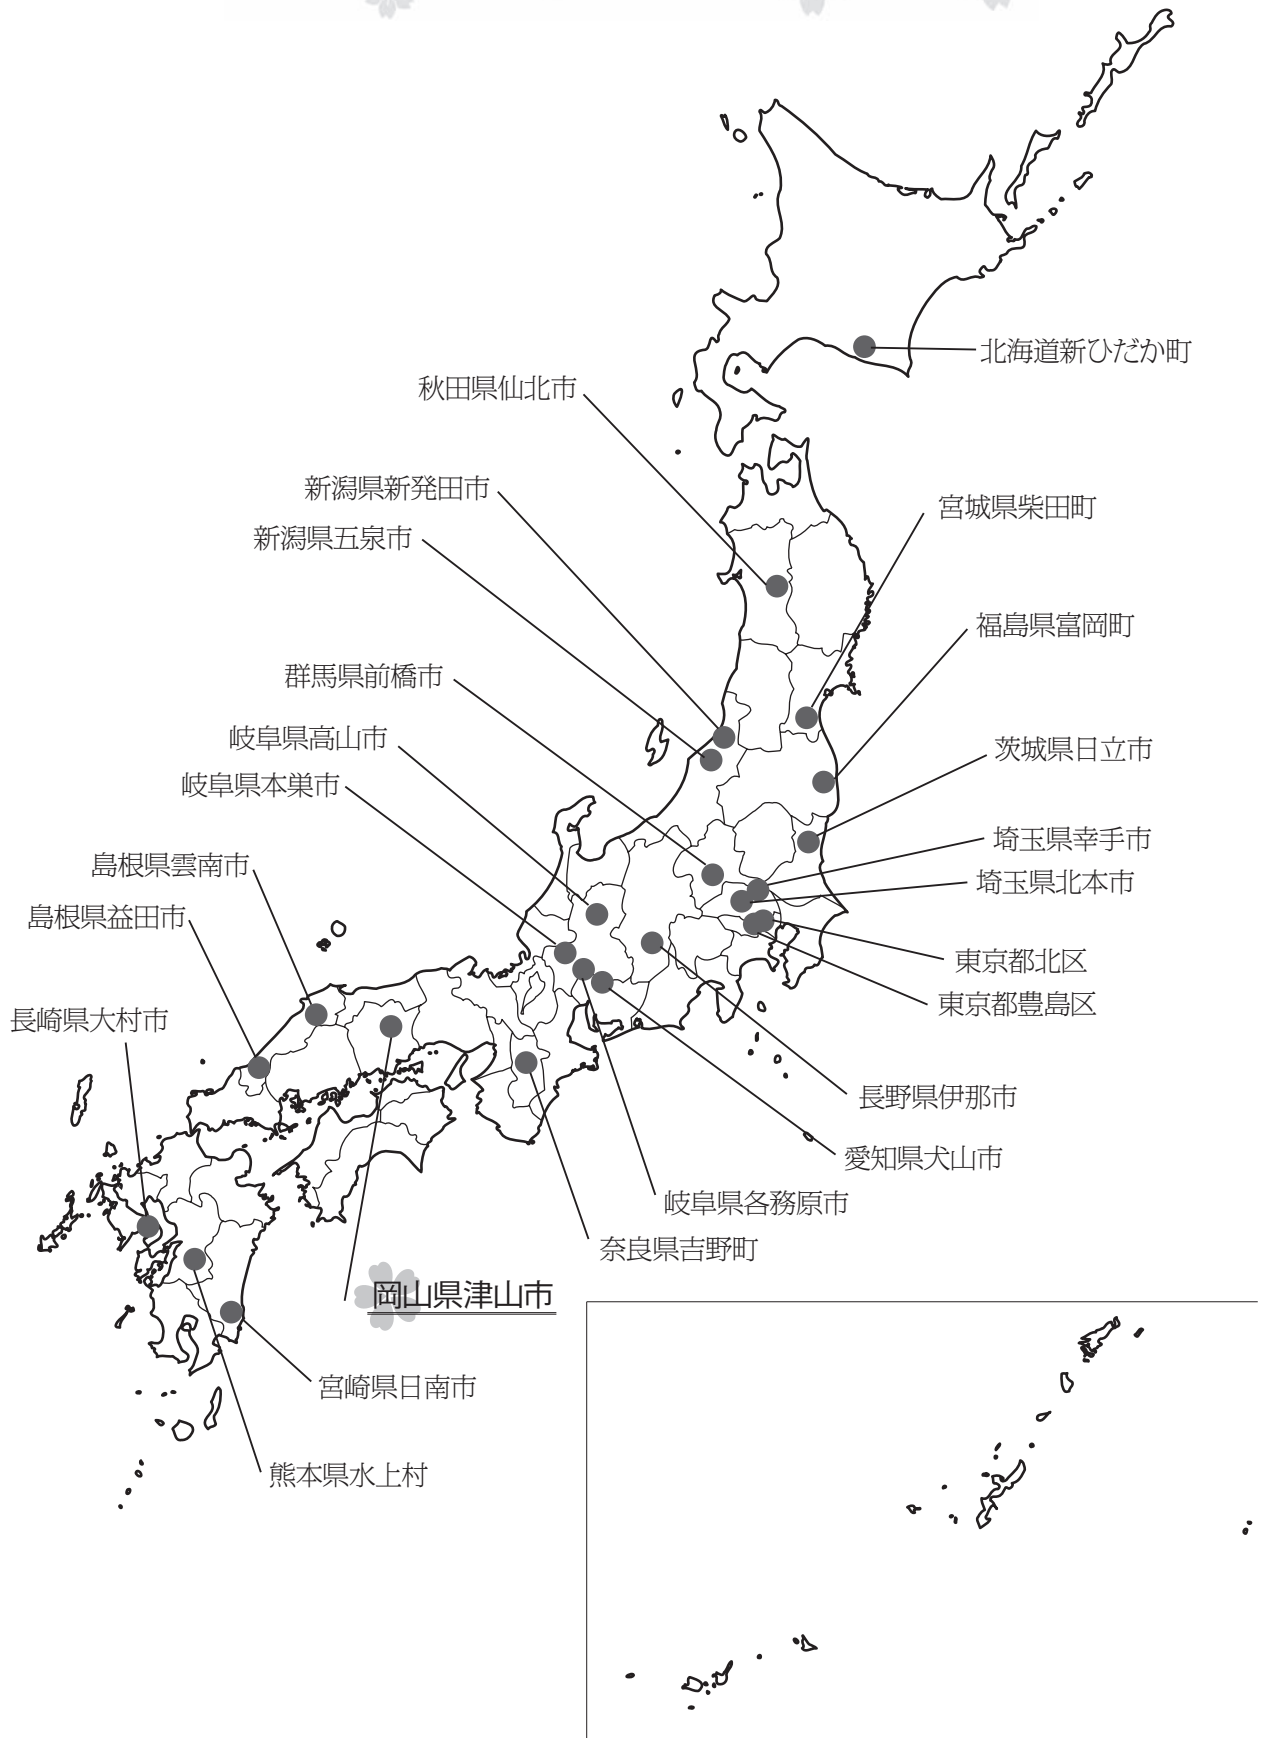 北海道新ひだか町
秋田県仙北市
新潟県新発田市
宮城県柴田町
新潟県五泉市
福島県富岡町
群馬県前橋市
岐阜県高山市
茨城県日立市
岐阜県本巣市
埼玉県幸手市
島根県雲南市
埼玉県北本市
島根県益田市
東京都北区
東京都豊島区
長崎県大村市
長野県伊那市
愛知県犬山市
岐阜県各務原市
奈良県吉野町
岡山県津山市
宮崎県日南市
熊本県水上村